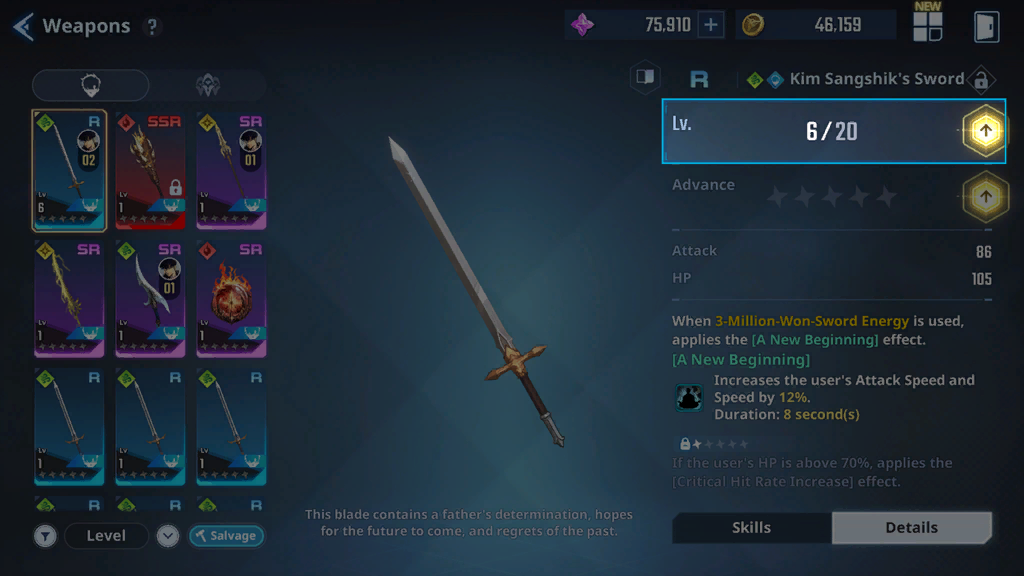 Weapons
?
75,910
+
46,159
NEW
R
Kim Sangshik's Sword
Lv.
6/20
Advance
Attack
86
HP
105
When 3-Million-Won-Sword Energy is used,
applies the [A New Beginning] effect.
[A New Beginning]
Increases the user's Attack Speed and
Speed by 12%.
Duration: 8 second(s)
If the user's HP is above 70%, applies the
[Critical Hit Rate Increase] effect.
Skills
Details
R
02
Lv
6
SSR
Lv
1
SR
01
Lv
1
SR
Lv
1
SR
01
Lv
1
SR
Lv
1
R
Lv
1
R
Lv
1
R
Lv
1
R
R
R
Level
Salvage
This blade contains a father's determination, hopes
for the future to come, and regrets of the past.